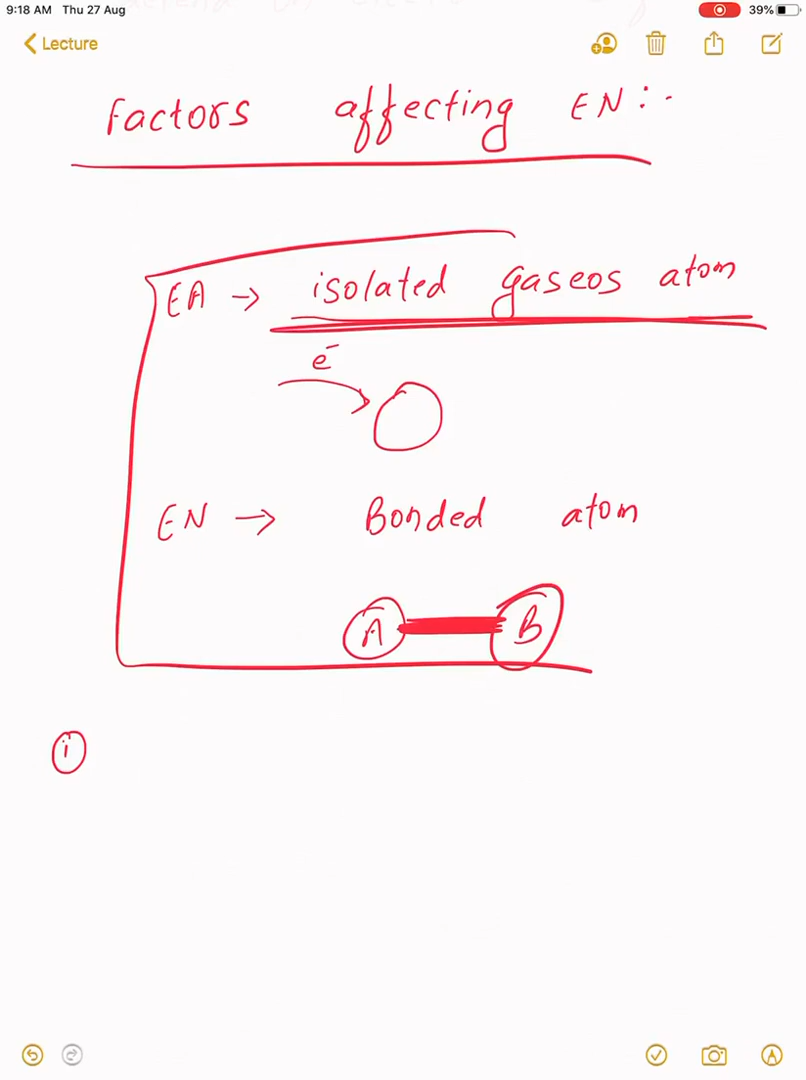 9:18 AM Thu 27 Aug
39%
Lecture
Factors affecting EN :-
EA → isolated gaseos atom
e⁻
EN → Bonded atom
A B
i